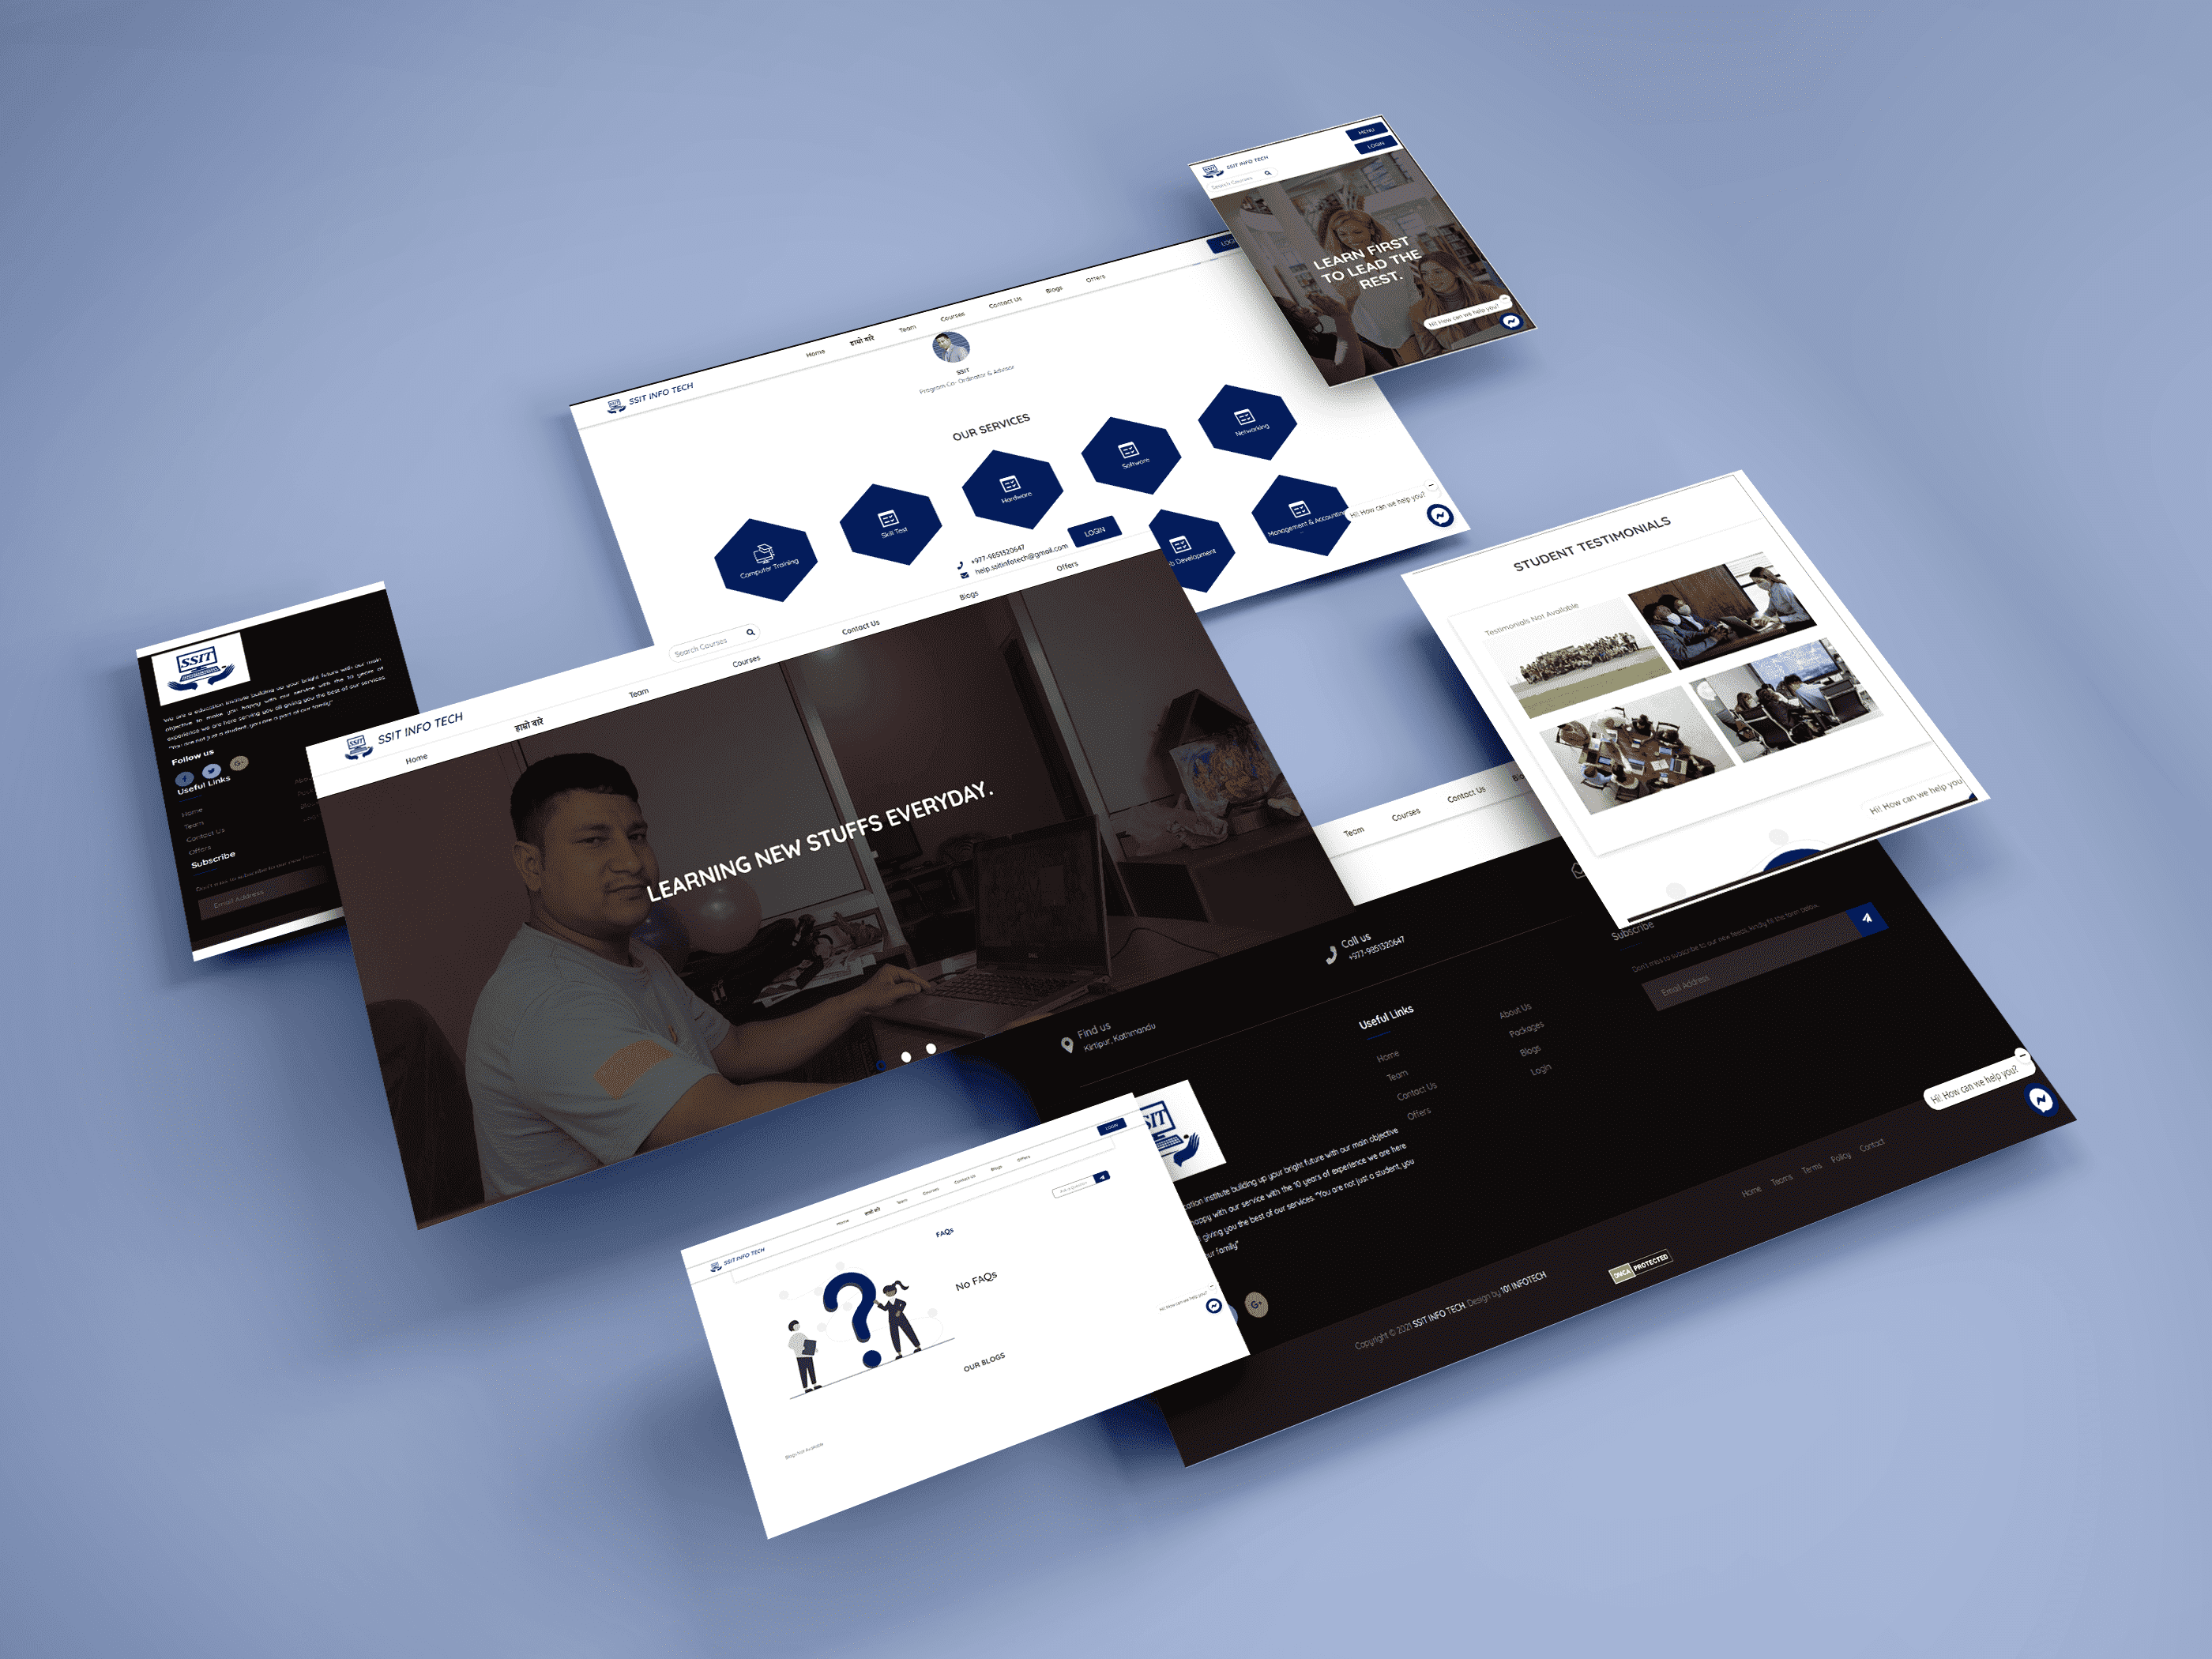 MENU
LOGIN
SSIT INFO TECH
Search Courses
LEARN FIRST
TO LEAD THE
REST.
Hi! How can we help you?
SSIT INFO TECH
Home
हाम्रो बारे
Team
Courses
Contact Us
Blogs
Offers
SSIT
Program Co- Ordinator & Advisor
OUR SERVICES
Computer Training
Skill Test
Hardware
Software
Networking
Development
Management & Accounting
Hi! How can we help you?
STUDENT TESTIMONIALS
Testimonials Not Available
Hi! How can we help you
SSIT
We are a education institute building up your bright future with our main
objective to make you happy with our service with the 10 years of
experience we are here serving you all giving you the best of our services
"You are not just a student, you are a part of our family"
Follow us
Useful Links
Home
Team
Contact Us
Offers
Subscribe
Email Address
+977-9851320647
help.ssitinfotech@gmail.com
LOGIN
SSIT INFO TECH
Search Courses
Home
हाम्रो बारे
Team
Courses
Contact Us
Blogs
Offers
LEARNING NEW STUFFS EVERYDAY.
Team
Courses
Contact Us
Find us
Kirtipur, Kathmandu
Call us
+977-9851320647
Useful Links
Home
Team
Contact Us
Offers
About Us
Packages
Blogs
Login
Subscribe
Don't miss to subscribe to our new feeds, kindly fill the form below.
Email Address
Hi! How can we help you?
institute building up your bright future with our main objective
happy with our service with the 10 years of experience we are here
giving you the best of our services. "You are not just a student, you
our family"
G+
Home
Teams
Terms
Policy
Contact
Copyright © 2021 SSIT INFO TECH. Design by 101 INFOTECH
DMCA PROTECTED
LOGIN
SSIT INFO TECH
Home
हाम्रो बारे
Team
Courses
Contact Us
Blogs
Offers
Ask a question
FAQs
No FAQs
Hi! How can we help you?
OUR BLOGS
Blogs Not Available